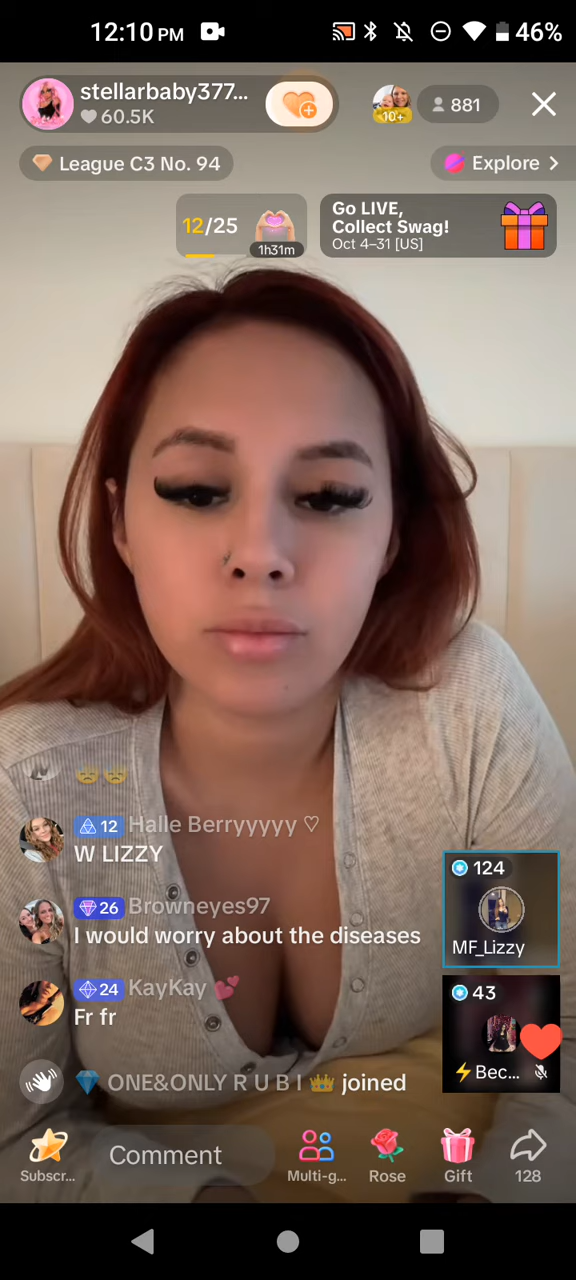 12:10 PM
46%
stellarbaby377...
60.5K
10+
881
League C3 No. 94
Explore >
12/25
1h31m
Go LIVE,
Collect Swag!
Oct 4–31 [US]
12 Halle Berryyyyy ♡
W LIZZY
26 Browneyes97
I would worry about the diseases
24 KayKay 💕
Fr fr
ONE&ONLY R U B I 👑 joined
124
MF_Lizzy
43
⚡Bec...
Subscr...
Comment
Multi-g...
Rose
Gift
128